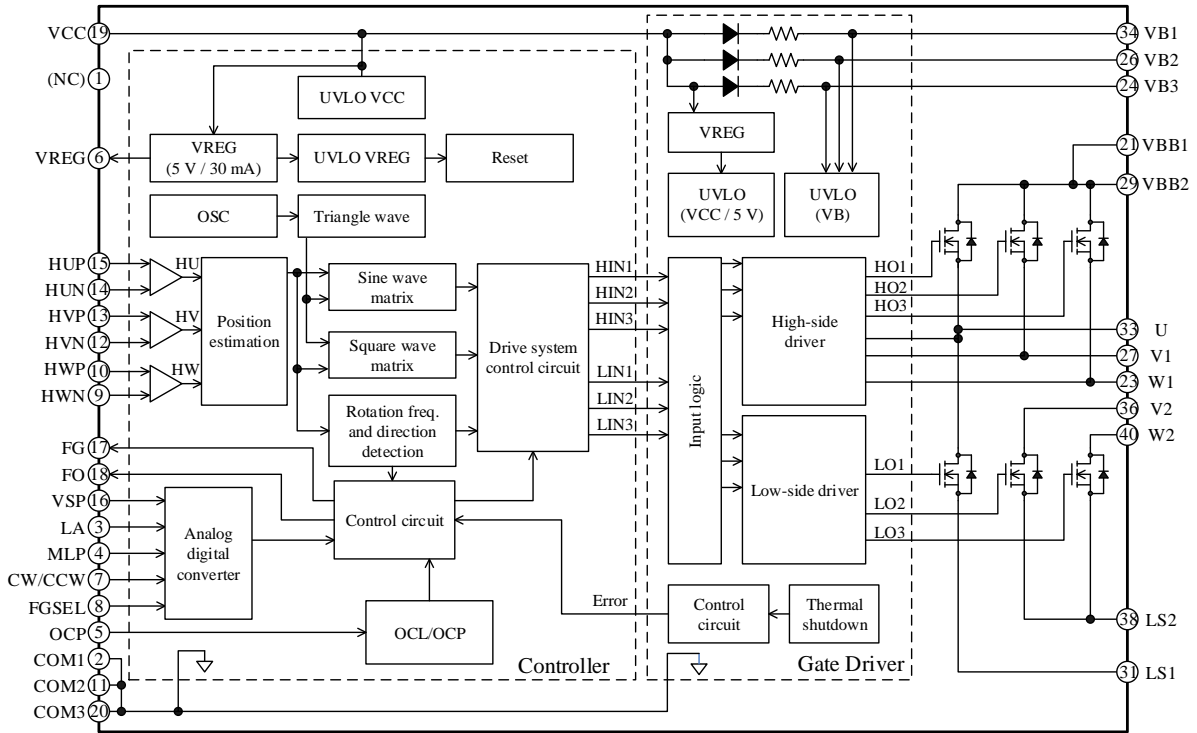 VCC 19
(NC) 1
VREG 6
HUP 15
HUN 14
HVP 13
HVN 12
HWP 10
HWN 9
FG 17
FO 18
VSP 16
LA 3
MLP 4
CW/CCW 7
FGSEL 8
OCP 5
COM1 2
COM2 11
COM3 20
UVLO VCC
VREG
(5 V / 30 mA)
UVLO VREG
Reset
OSC
Triangle wave
HU
HV
HW
Position
estimation
Sine wave
matrix
Square wave
matrix
Rotation freq.
and direction
detection
Drive system
control circuit
Control circuit
Analog
digital
converter
OCL/OCP
Controller
HIN1
HIN2
HIN3
LIN1
LIN2
LIN3
Error
VREG
UVLO
(VCC / 5 V)
UVLO
(VB)
Input logic
High-side
driver
Low-side driver
Control
circuit
Thermal
shutdown
Gate Driver
HO1
HO2
HO3
LO1
LO2
LO3
34 VB1
26 VB2
24 VB3
21 VBB1
29 VBB2
33 U
27 V1
23 W1
36 V2
40 W2
38 LS2
31 LS1